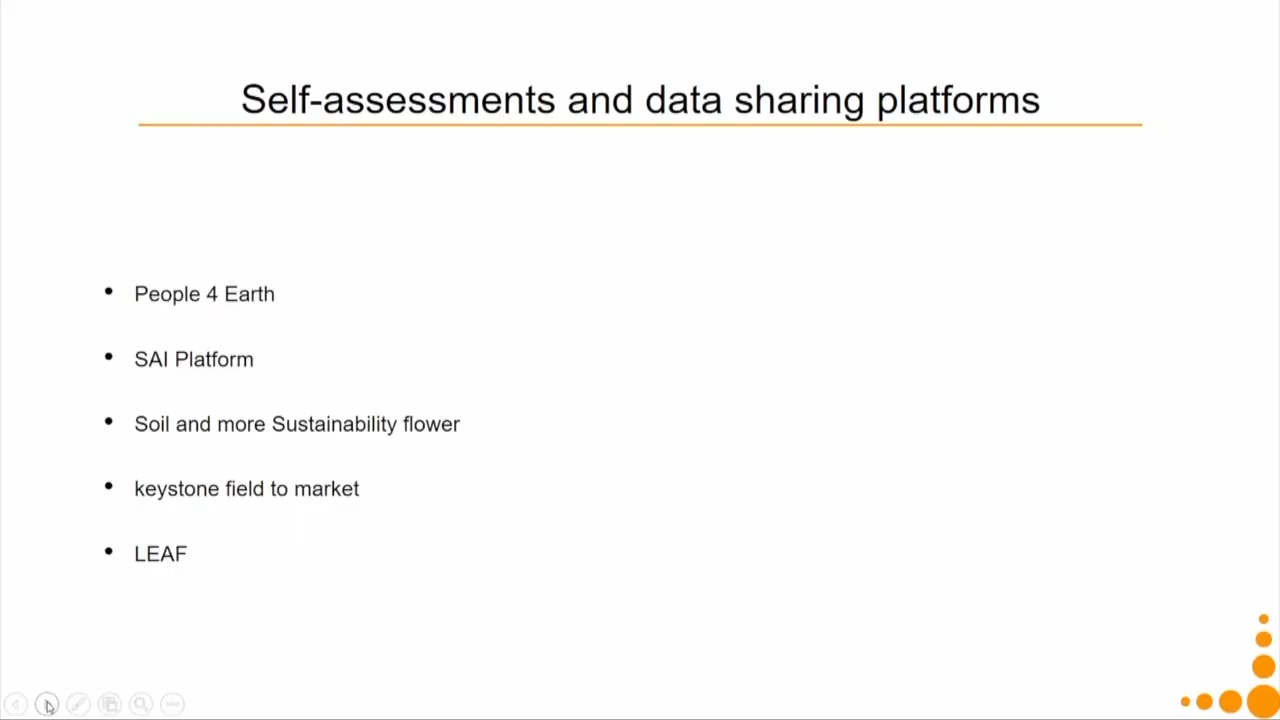 Self-assessments and data sharing platforms
• People 4 Earth
• SAI Platform
• Soil and more Sustainability flower
• keystone field to market
• LEAF